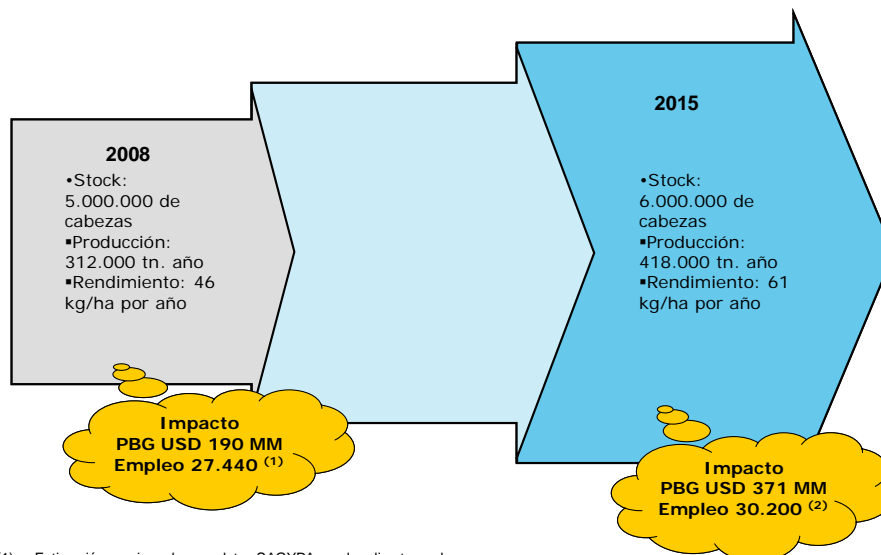 2008
•Stock:
5.000.000 de
cabezas
▪Producción:
312.000 tn. año
▪Rendimiento: 46
kg/ha por año
2015
•Stock:
6.000.000 de
cabezas
▪Producción:
418.000 tn. año
▪Rendimiento: 61
kg/ha por año
Impacto
PBG USD 190 MM
Empleo 27.440 (1)
Impacto
PBG USD 371 MM
Empleo 30.200 (2)